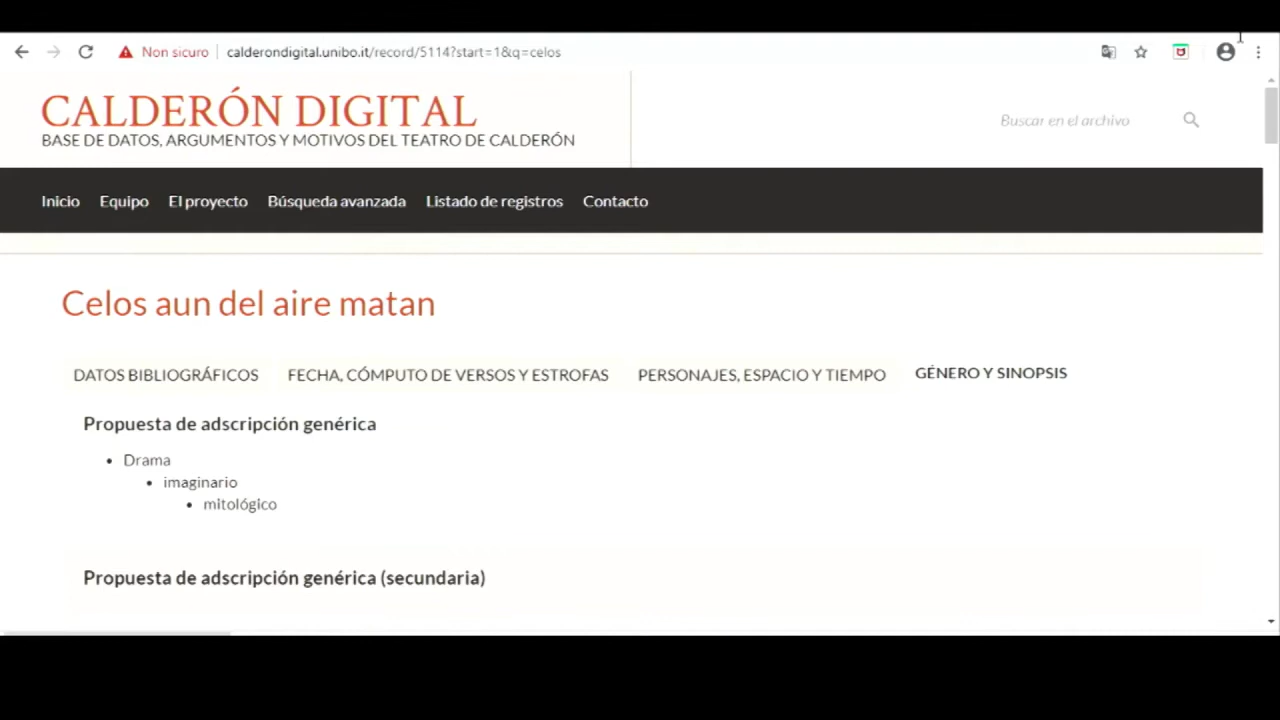 Non sicuro calderondigital.unibo.it/record/5114?start=1&q=celos
CALDERÓN DIGITAL
BASE DE DATOS, ARGUMENTOS Y MOTIVOS DEL TEATRO DE CALDERÓN
Buscar en el archivo
Inicio Equipo El proyecto Búsqueda avanzada Listado de registros Contacto
Celos aun del aire matan
DATOS BIBLIOGRÁFICOS FECHA, CÓMPUTO DE VERSOS Y ESTROFAS PERSONAJES, ESPACIO Y TIEMPO GÉNERO Y SINOPSIS
Propuesta de adscripción genérica
• Drama
• imaginario
• mitológico
Propuesta de adscripción genérica (secundaria)